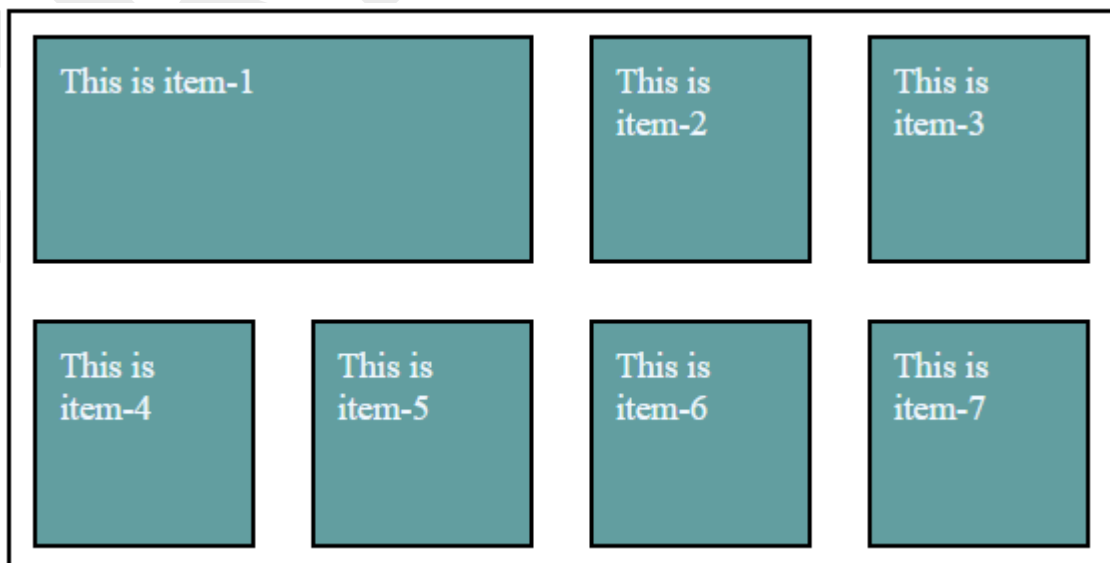 This is item-1
This is
item-2
This is
item-3
This is
item-4
This is
item-5
This is
item-6
This is
item-7